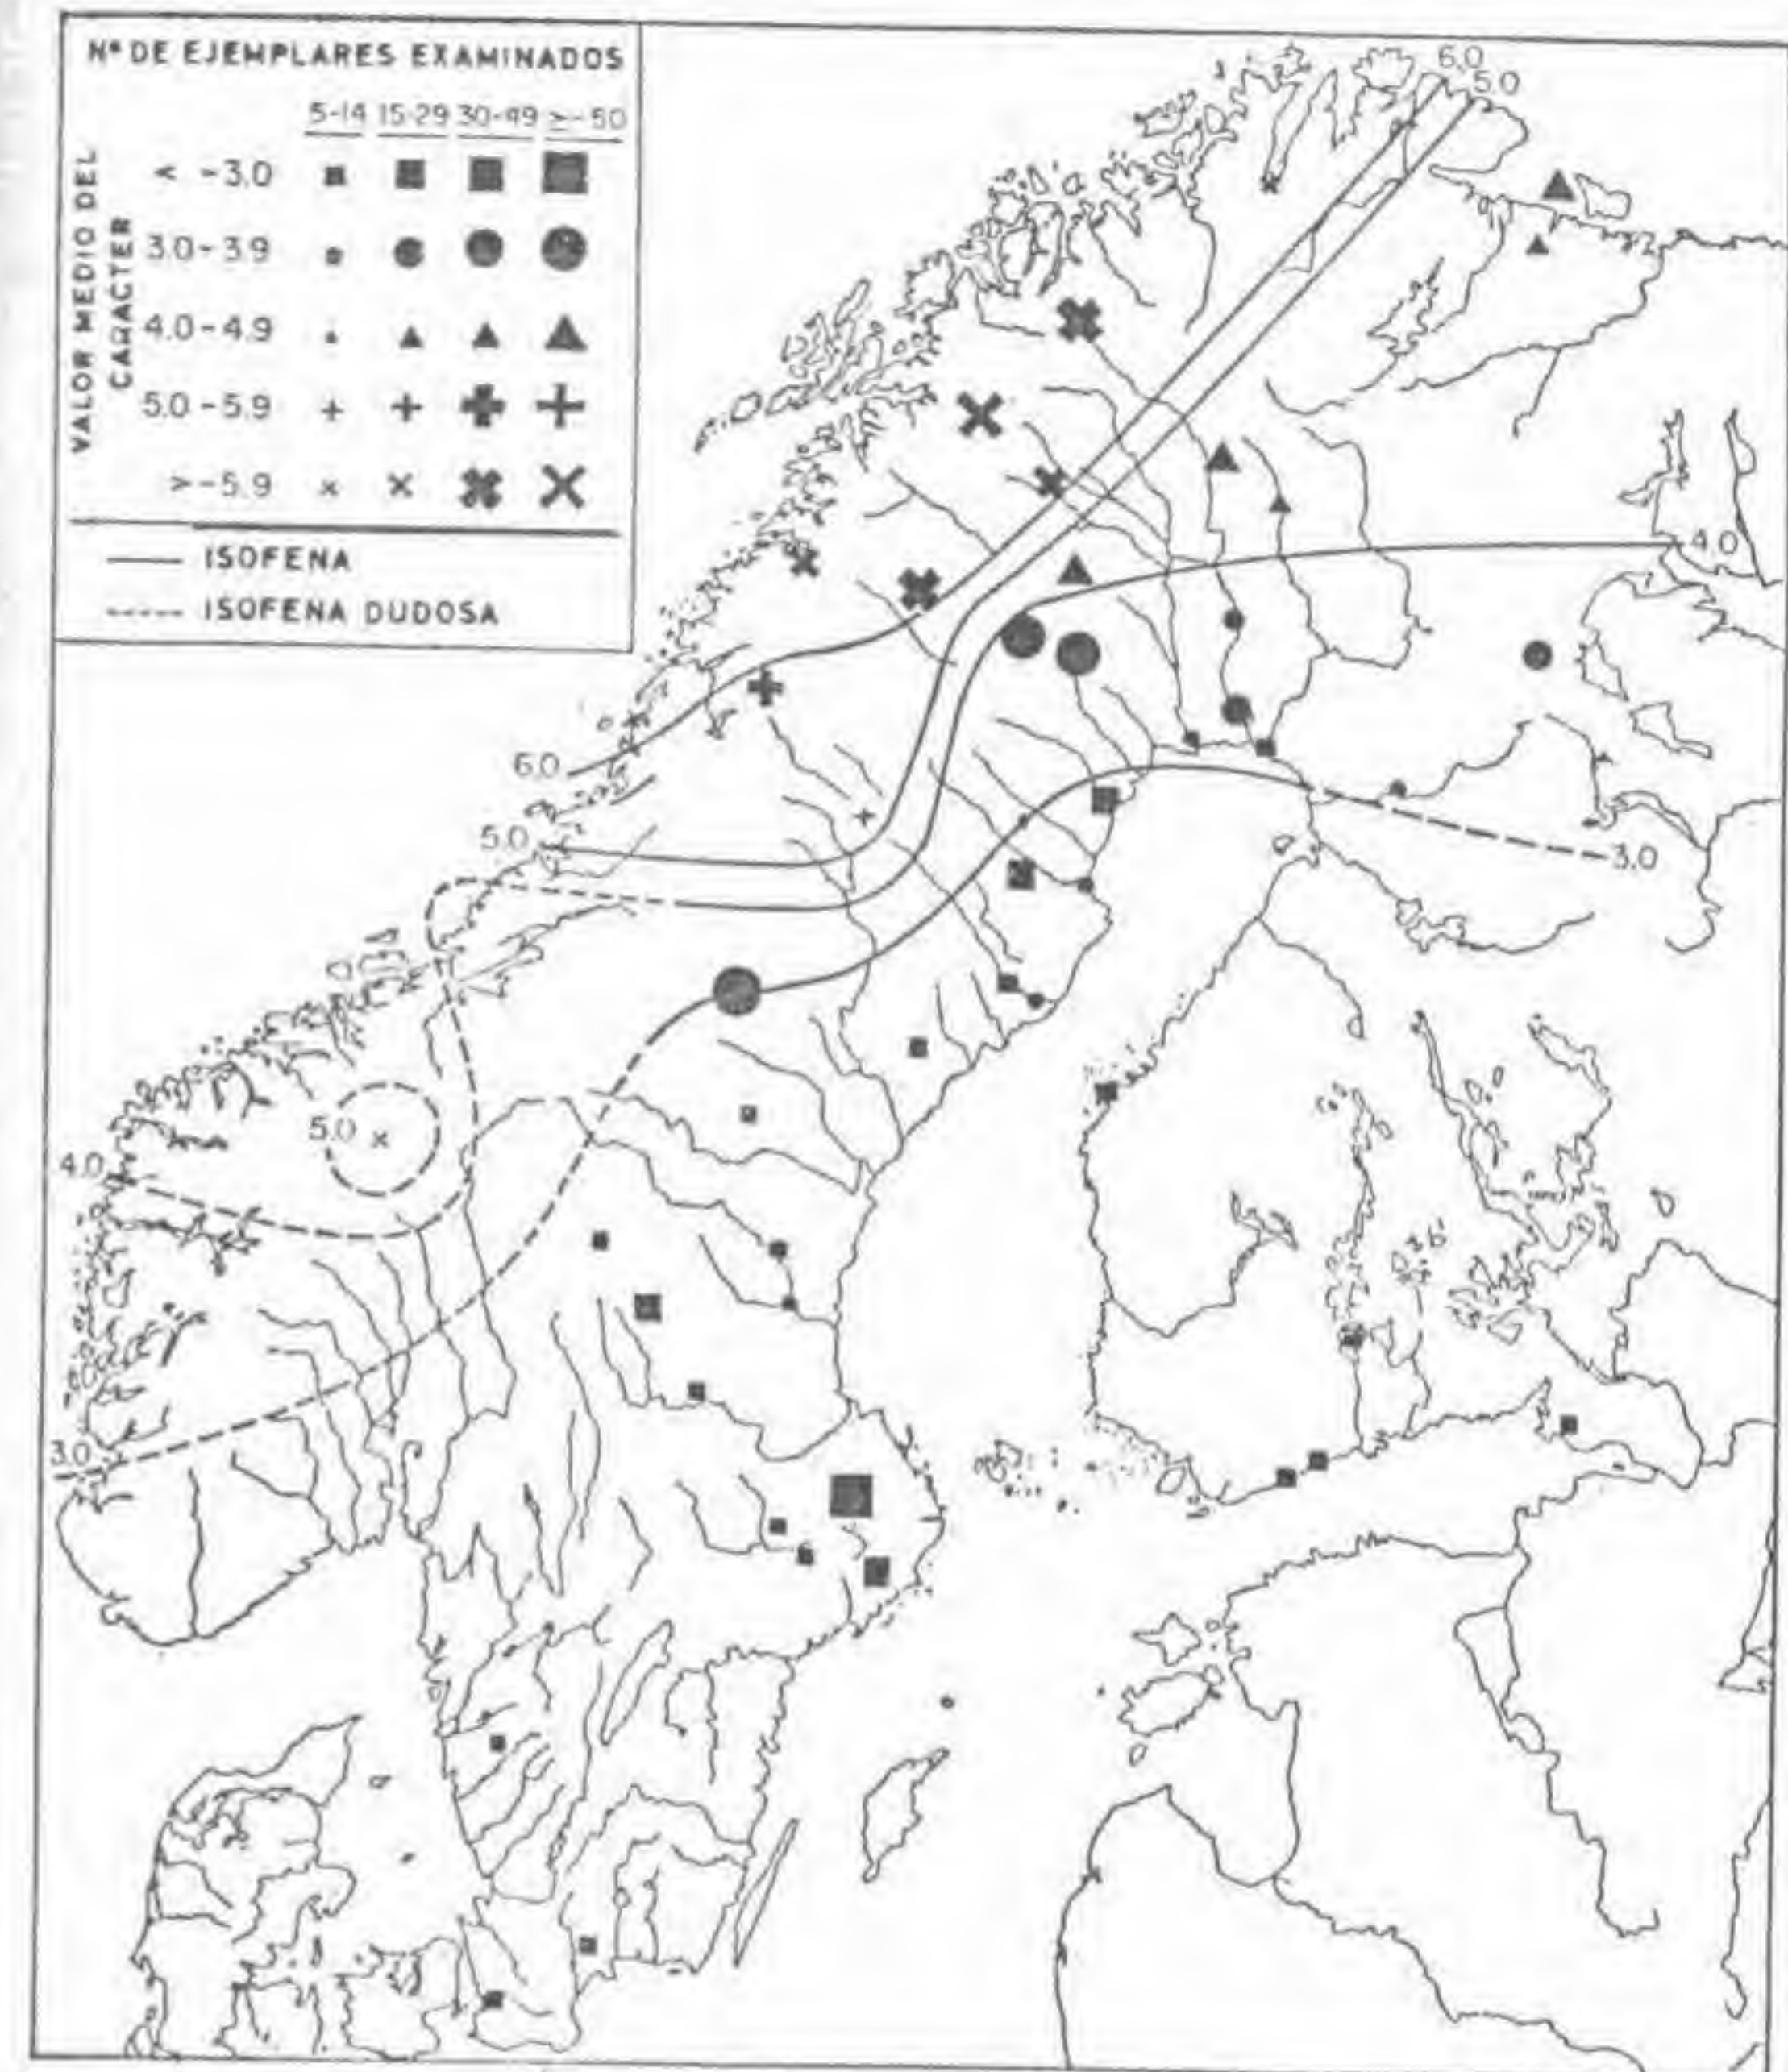 Nº DE EJEMPLARES EXAMINADOS
5-14 15-29 30-49 >-50
VALOR MEDIO DEL
CARACTER
< -3.0
3.0-3.9
4.0-4.9
5.0-5.9
>-5.9
ISOFENA
ISOFENA DUDOSA
6.0
5.0
4.0
6.0
5.0
3.0
5.0
4.0
3.0